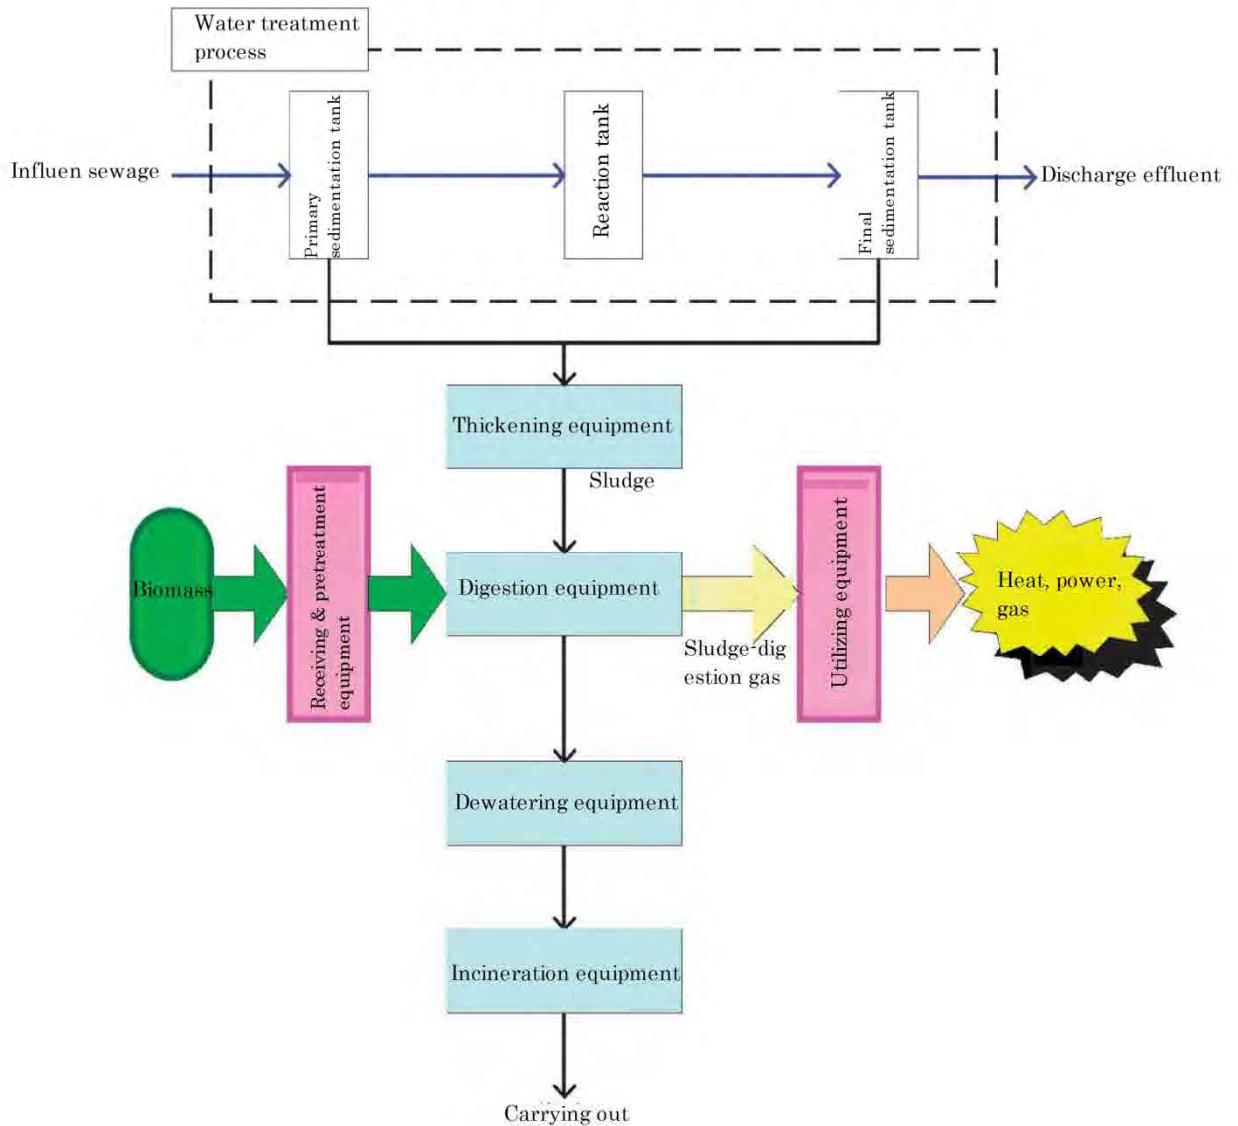 Water treatment
process
Influen sewage
Primary
sedimentation tank
Reaction tank
Final
sedimentation tank
Discharge effluent
Thickening equipment
Sludge
Biomass
Receiving & pretreatment
equipment
Digestion equipment
Sludge-dig
estion gas
Utilizing equipment
Heat, power,
gas
Dewatering equipment
Incineration equipment
Carrying out